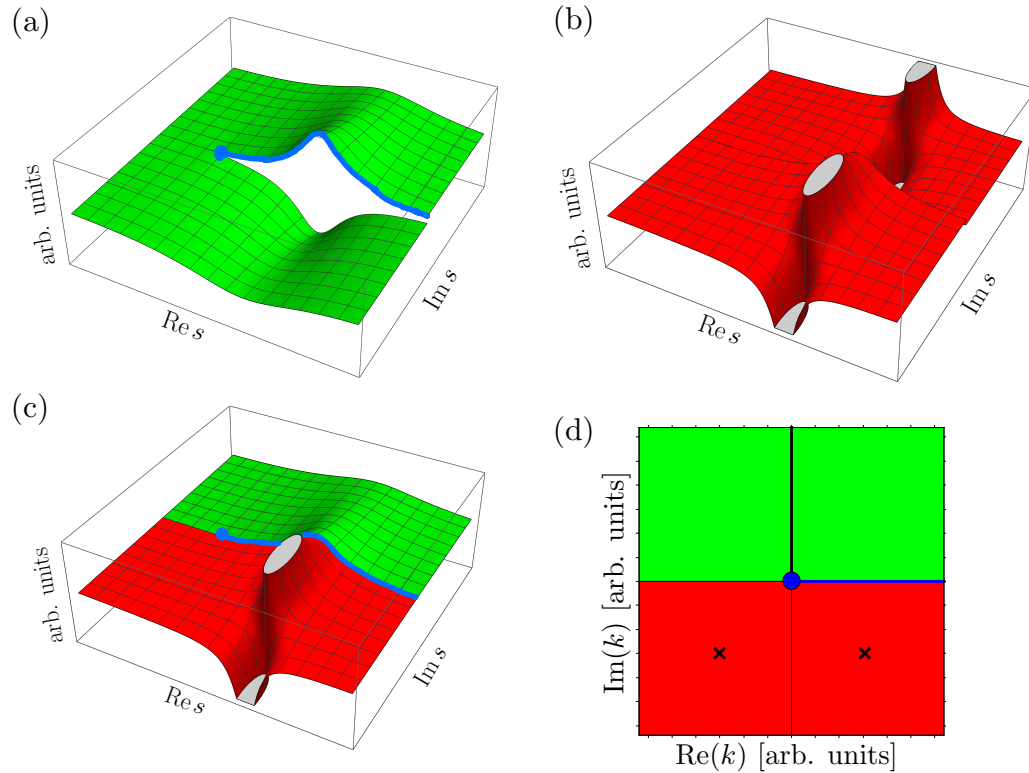 (a)
arb. units
Re s
Im s
(b)
arb. units
Re s
Im s
(c)
arb. units
Re s
Im s
(d)
Im(k) [arb. units]
Re(k) [arb. units]